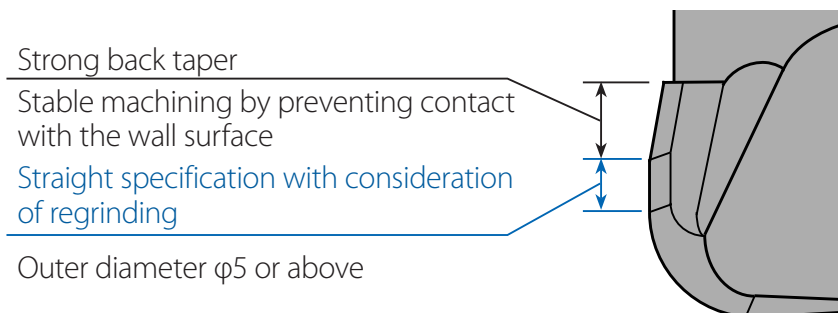 Strong back taper
Stable machining by preventing contact
with the wall surface
Straight specification with consideration
of regrinding
Outer diameter φ5 or above